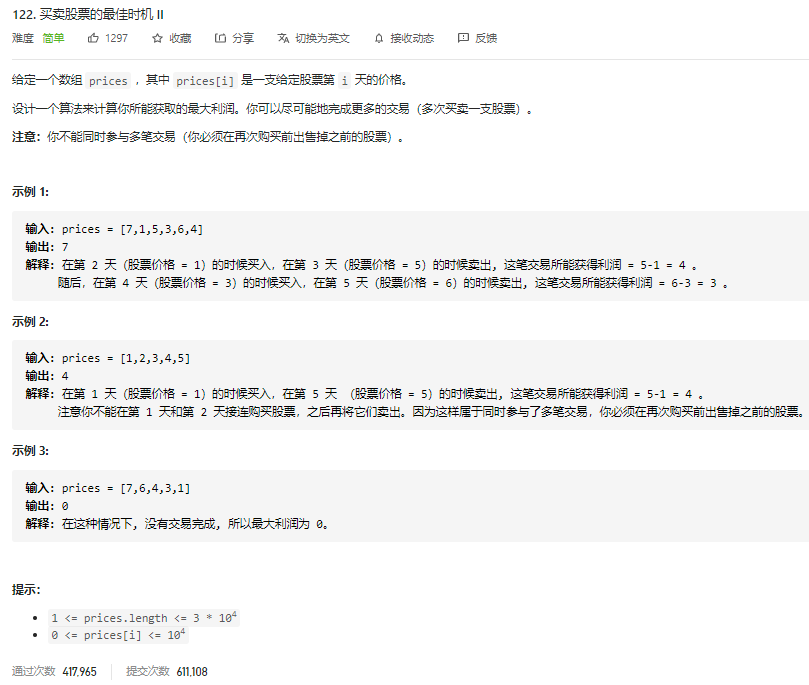 122. 买卖股票的最佳时机 II
难度 简单 1297 收藏 分享 切换为英文 接收动态 反馈
给定一个数组 prices ，其中 prices[i] 是一支给定股票第 i 天的价格。
设计一个算法来计算你所能获取的最大利润。你可以尽可能地完成更多的交易（多次买卖一支股票）。
注意：你不能同时参与多笔交易（你必须在再次购买前出售掉之前的股票）。
示例 1:
输入: prices = [7,1,5,3,6,4]
输出: 7
解释: 在第 2 天（股票价格 = 1）的时候买入，在第 3 天（股票价格 = 5）的时候卖出, 这笔交易所能获得利润 = 5-1 = 4 。
随后，在第 4 天（股票价格 = 3）的时候买入，在第 5 天（股票价格 = 6）的时候卖出, 这笔交易所能获得利润 = 6-3 = 3 。
示例 2:
输入: prices = [1,2,3,4,5]
输出: 4
解释: 在第 1 天（股票价格 = 1）的时候买入，在第 5 天 （股票价格 = 5）的时候卖出, 这笔交易所能获得利润 = 5-1 = 4 。
注意你不能在第 1 天和第 2 天接连购买股票，之后再将它们卖出。因为这样属于同时参与了多笔交易，你必须在再次购买前出售掉之前的股票。
示例 3:
输入: prices = [7,6,4,3,1]
输出: 0
解释: 在这种情况下, 没有交易完成, 所以最大利润为 0。
提示：
• 1 <= prices.length <= 3 * 10⁴
• 0 <= prices[i] <= 10⁴
通过次数 417,965 提交次数 611,108